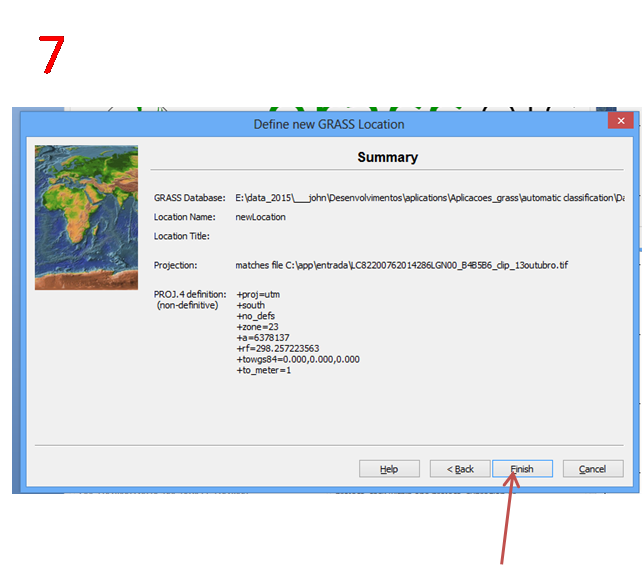 7
Define new GRASS Location
Summary
GRASS Database: E:\data_2015\___john\Desenvolvimentos\aplications\Aplicacoes_grass\automatic classification\Da
Location Name: newLocation
Location Title:
Projection: matches file C:\app\entrada\LC82200762014286LGN00_B4B5B6_clip_13outubro.tif
PROJ.4 definition: +proj=utm
(non-definitive) +south
+no_defs
+zone=23
+a=6378137
+rf=298.257223563
+towgs84=0.000,0.000,0.000
+to_meter=1
Help < Back Finish Cancel